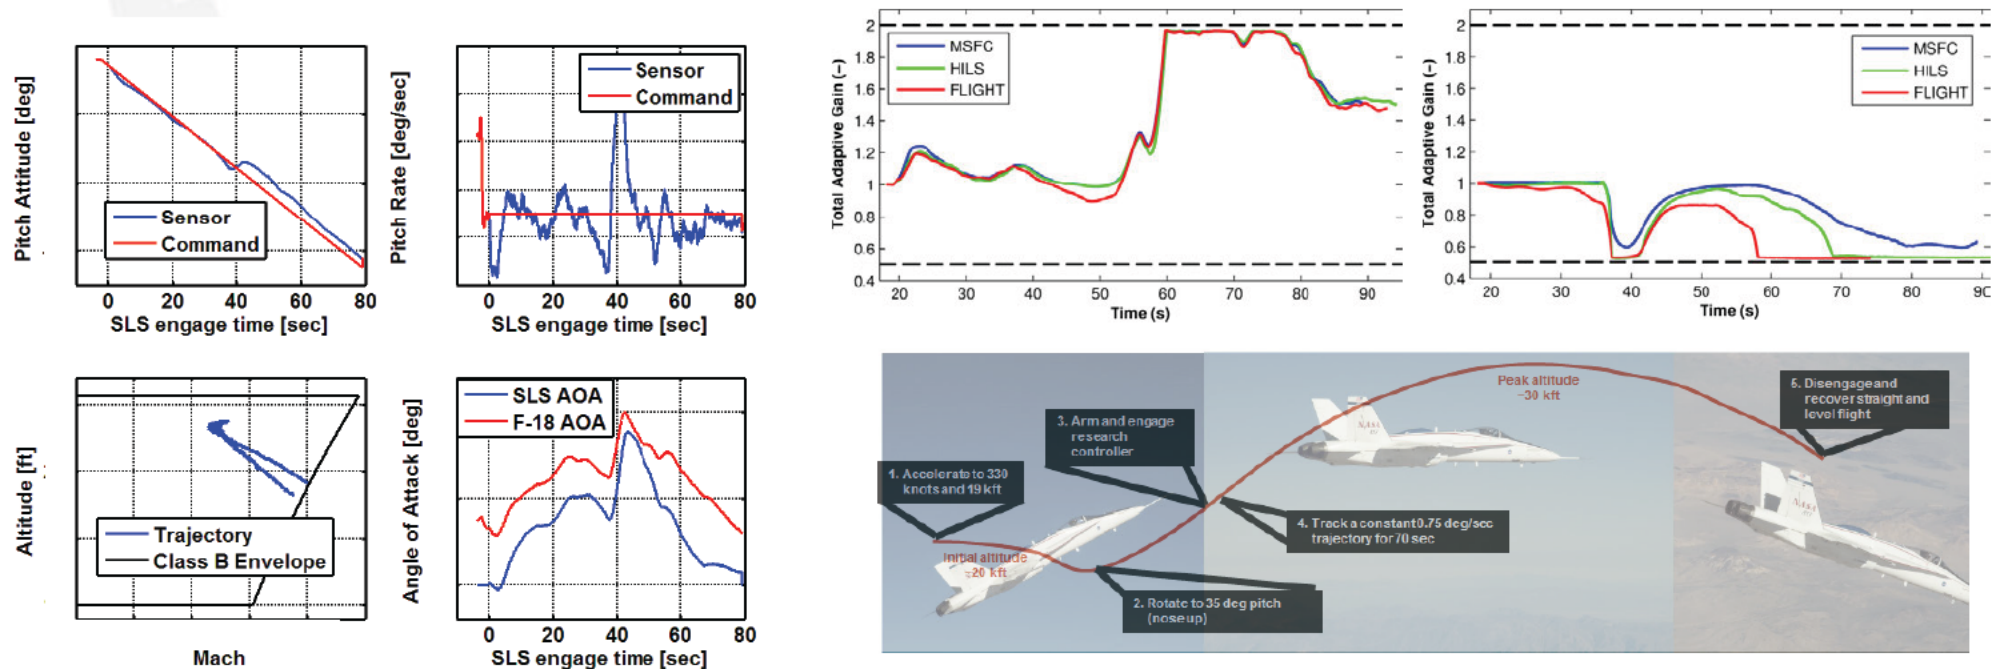 Pitch Attitude [deg]
Sensor
Command
0 20 40 60 80
SLS engage time [sec]
Pitch Rate [deg/sec]
Sensor
Command
0 20 40 60 80
SLS engage time [sec]
Altitude [ft]
Trajectory
Class B Envelope
Mach
Angle of Attack [deg]
SLS AOA
F-18 AOA
0 20 40 60 80
SLS engage time [sec]
Total Adaptive Gain (–)
2
1.8
1.6
1.4
1.2
1
0.8
0.6
0.4
MSFC
HILS
FLIGHT
20 30 40 50 60 70 80 90
Time (s)
Total Adaptive Gain (–)
2
1.8
1.6
1.4
1.2
1
0.8
0.6
0.4
MSFC
HILS
FLIGHT
20 30 40 50 60 70 80 90
Time (s)
1. Accelerate to 330
knots and 19 kft
Initial altitude
~20 kft
2. Rotate to 35 deg pitch
(nose up)
3. Arm and engage
research
controller
4. Track a constant 0.75 deg/sec
trajectory for 70 sec
Peak altitude
~30 kft
5. Disengage and
recover straight and
level flight
NASA
NASA